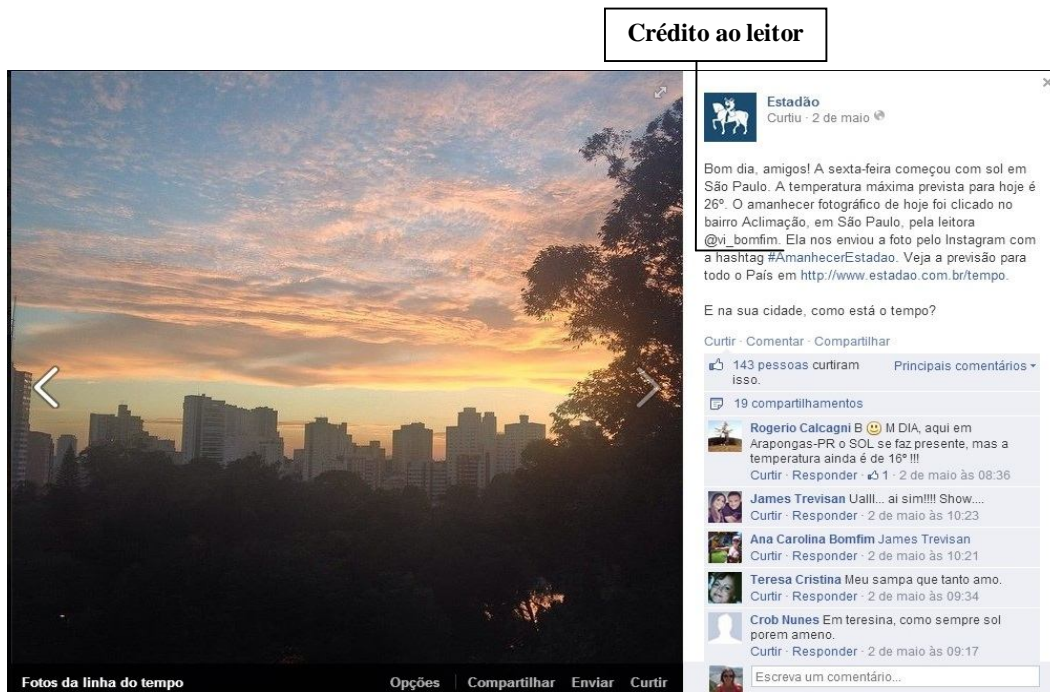 Crédito ao leitor
Estadão
Curtiu · 2 de maio
Bom dia, amigos! A sexta-feira começou com sol em
São Paulo. A temperatura máxima prevista para hoje é
26º. O amanhecer fotográfico de hoje foi clicado no
bairro Aclimação, em São Paulo, pela leitora
@vi_bomfim. Ela nos enviou a foto pelo Instagram com
a hashtag #AmanhecerEstadao. Veja a previsão para
todo o País em http://www.estadao.com.br/tempo.
E na sua cidade, como está o tempo?
Curtir · Comentar · Compartilhar
143 pessoas curtiram
isso.
Principais comentários
19 compartilhamentos
Rogerio Calcagni B 🙂 M DIA, aqui em
Arapongas-PR o SOL se faz presente, mas a
temperatura ainda é de 16º !!!
Curtir · Responder · 1 · 2 de maio às 08:36
James Trevisan Ualll... ai sim!!!! Show....
Curtir · Responder · 2 de maio às 10:23
Ana Carolina Bomfim James Trevisan
Curtir · Responder · 2 de maio às 10:21
Teresa Cristina Meu sampa que tanto amo.
Curtir · Responder · 2 de maio às 09:34
Crob Nunes Em teresina, como sempre sol
porem ameno.
Curtir · Responder · 2 de maio às 09:17
Escreva um comentário...
Fotos da linha do tempo
Opções Compartilhar Enviar Curtir